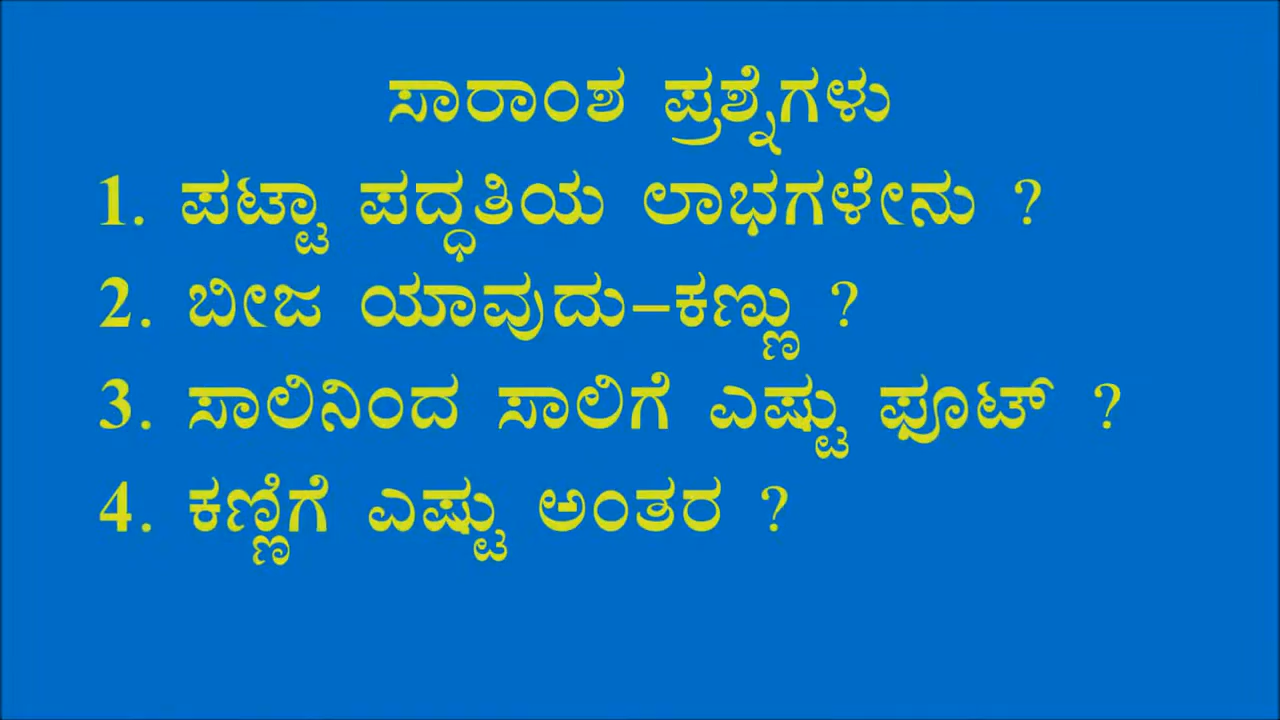 ಸಾರಾಂಶ ಪ್ರಶ್ನೆಗಳು
1. ಪಟ್ಟಾ ಪದ್ಧತಿಯ ಲಾಭಗಳೇನು ?
2. ಬೀಜ ಯಾವುದು-ಕಣ್ಣು ?
3. ಸಾಲಿನಿಂದ ಸಾಲಿಗೆ ಎಷ್ಟು ಫೂಟ್ ?
4. ಕಣ್ಣಿಗೆ ಎಷ್ಟು ಅಂತರ ?